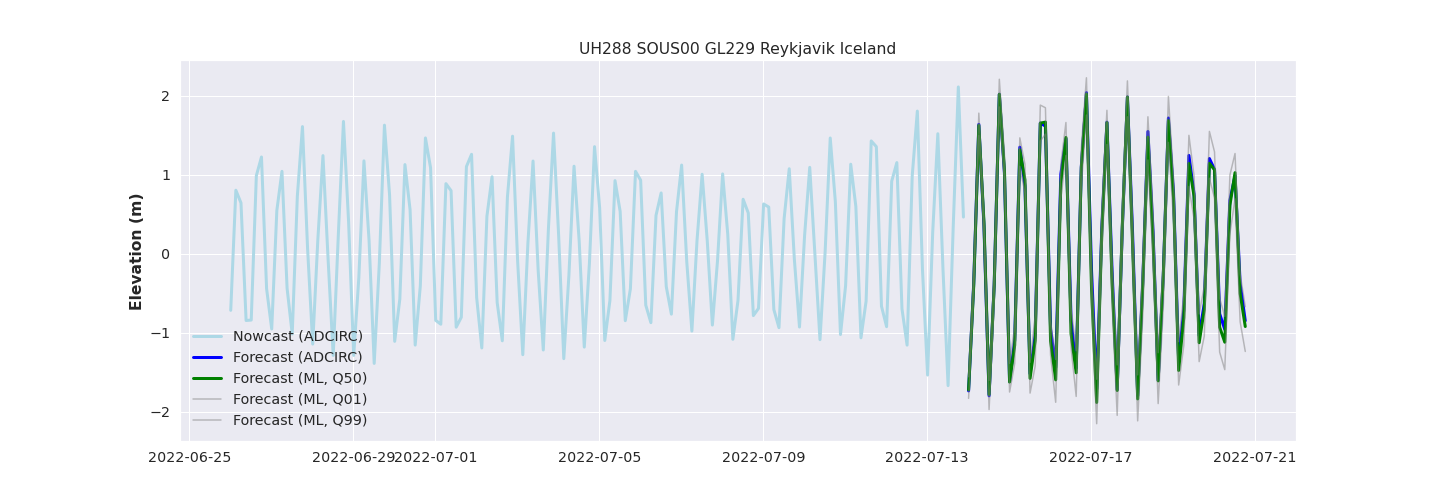 UH288 SOUS00 GL229 Reykjavik Iceland
Elevation (m)
2
1
0
−1
−2
Nowcast (ADCIRC)
Forecast (ADCIRC)
Forecast (ML, Q50)
Forecast (ML, Q01)
Forecast (ML, Q99)
2022-06-25
2022-06-29
2022-07-01
2022-07-05
2022-07-09
2022-07-13
2022-07-17
2022-07-21